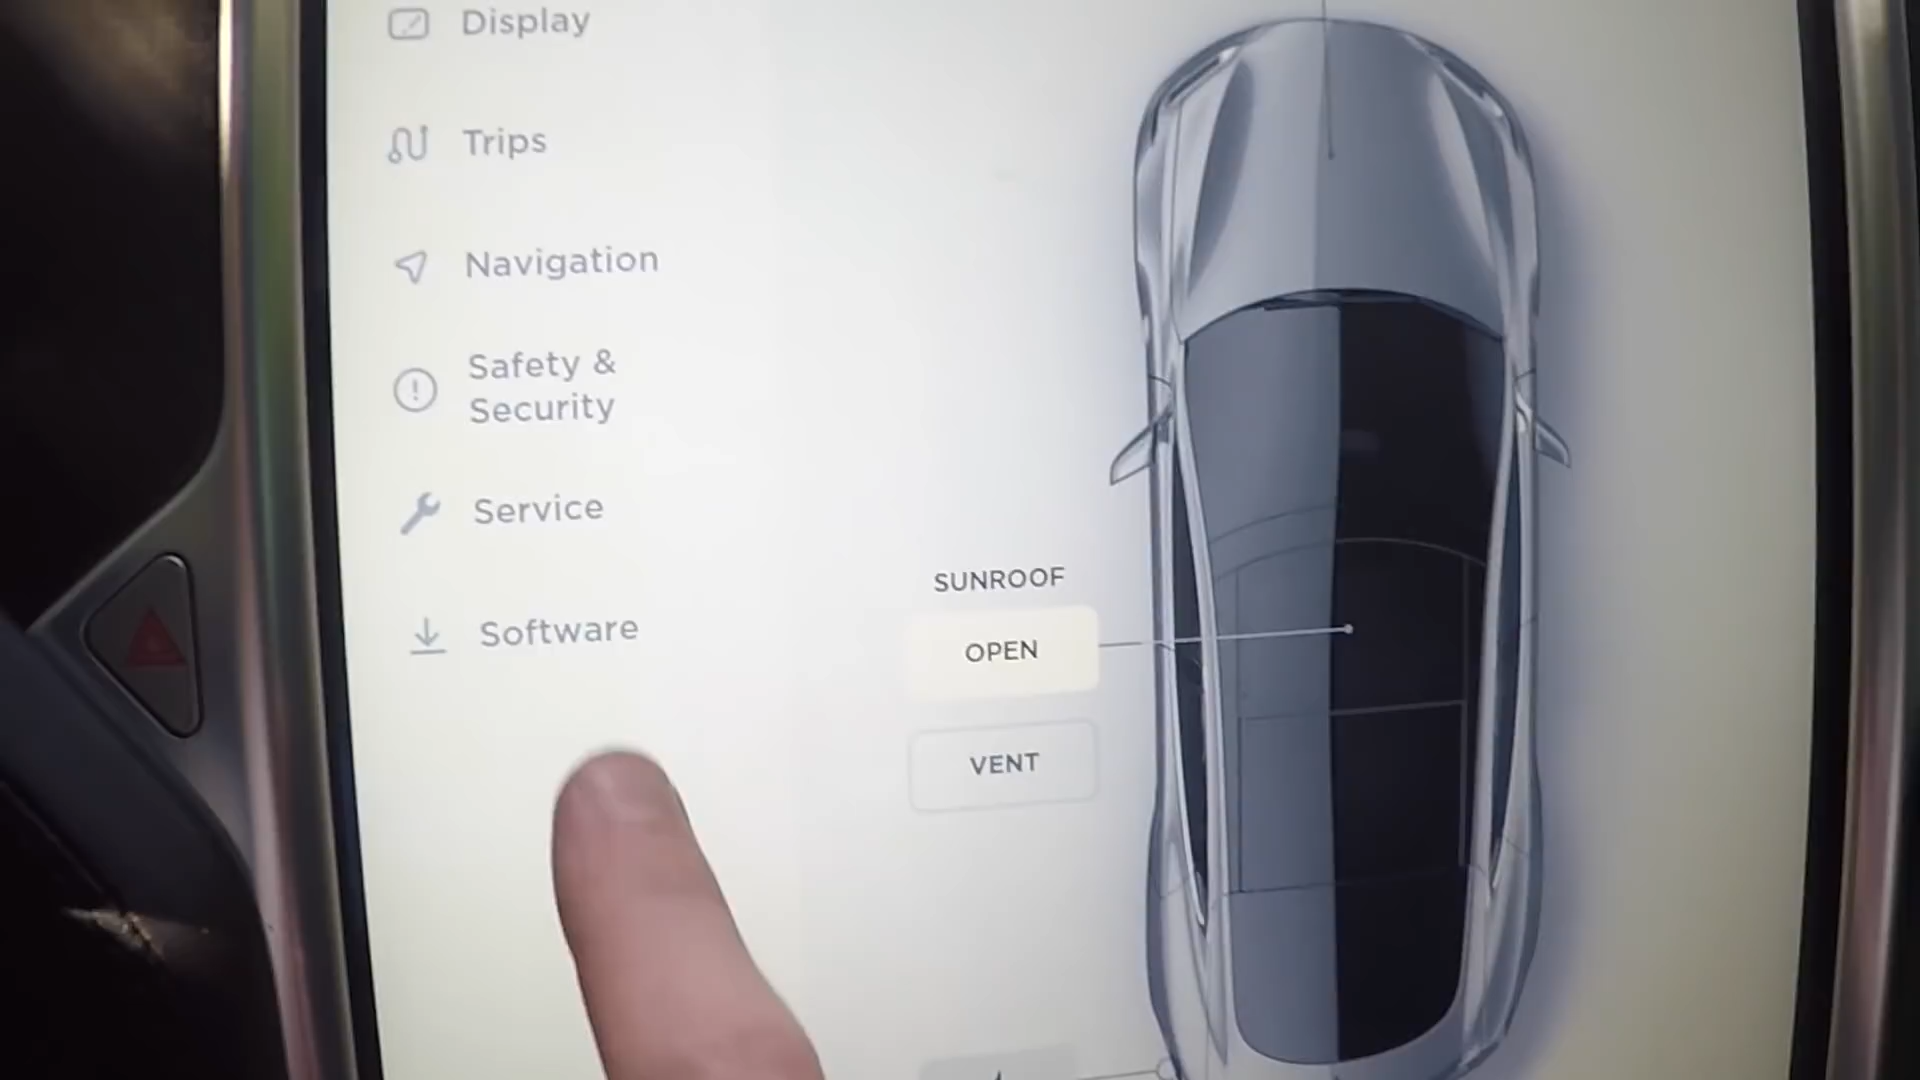 Display
Trips
Navigation
Safety &
Security
Service
Software
SUNROOF
OPEN
VENT